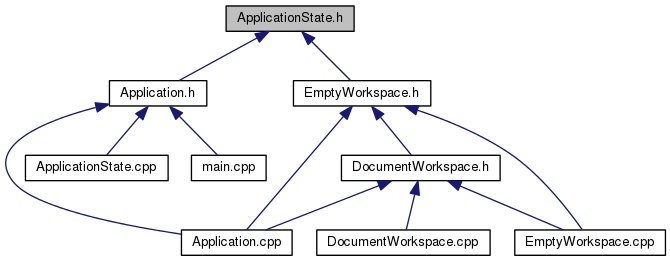 ApplicationState.h
Application.h
EmptyWorkspace.h
ApplicationState.cpp
main.cpp
DocumentWorkspace.h
Application.cpp
DocumentWorkspace.cpp
EmptyWorkspace.cpp